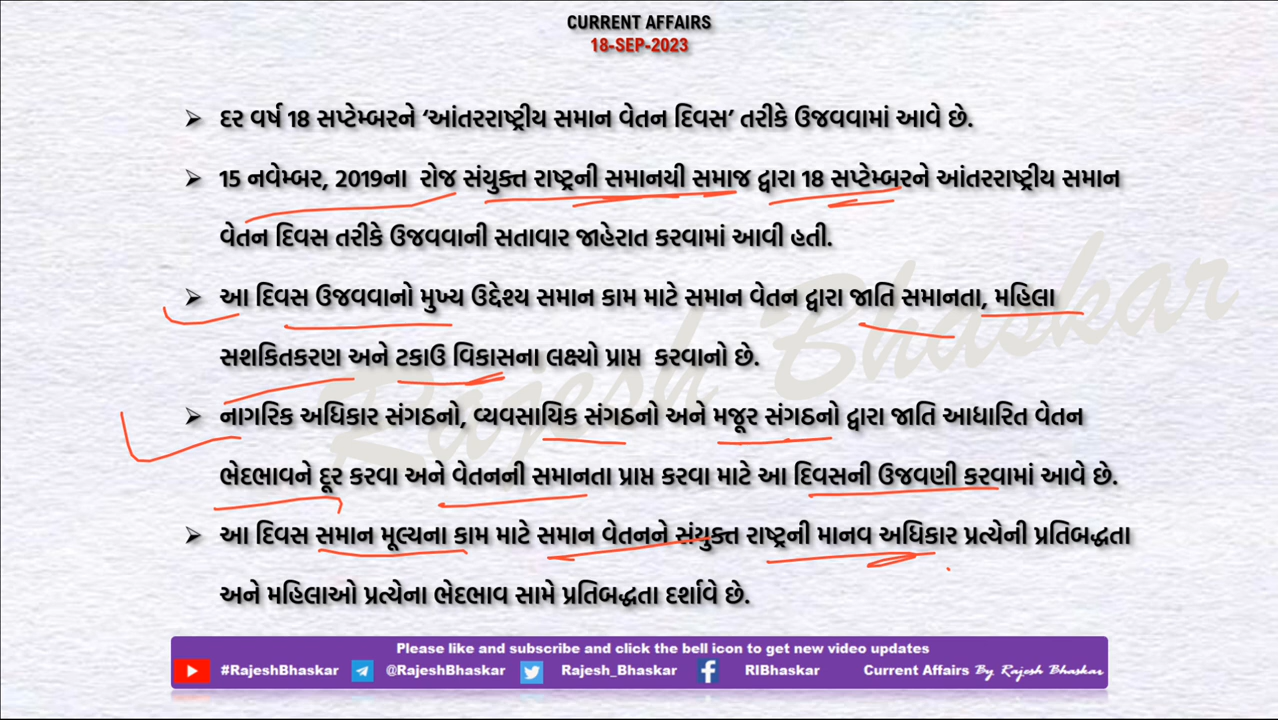 CURRENT AFFAIRS
18-SEP-2023
➢ દર વર્ષ 18 સપ્ટેમ્બરને ‘આંતરરાષ્ટ્રીય સમાન વેતન દિવસ’ તરીકે ઉજવવામાં આવે છે.
➢ 15 નવેમ્બર, 2019ના રોજ સંયુક્ત રાષ્ટ્રની સમાનયી સમાજ દ્વારા 18 સપ્ટેમ્બરને આંતરરાષ્ટ્રીય સમાન
વેતન દિવસ તરીકે ઉજવવાની સતાવાર જાહેરાત કરવામાં આવી હતી.
➢ આ દિવસ ઉજવવાનો મુખ્ય ઉદ્દેશ્ય સમાન કામ માટે સમાન વેતન દ્વારા જાતિ સમાનતા, મહિલા
સશકિતકરણ અને ટકાઉ વિકાસના લક્ષ્યો પ્રાપ્ત કરવાનો છે.
➢ નાગરિક અધિકાર સંગઠનો, વ્યવસાયિક સંગઠનો અને મજૂર સંગઠનો દ્વારા જાતિ આધારિત વેતન
ભેદભાવને દૂર કરવા અને વેતનની સમાનતા પ્રાપ્ત કરવા માટે આ દિવસની ઉજવણી કરવામાં આવે છે.
➢ આ દિવસ સમાન મૂલ્યના કામ માટે સમાન વેતનને સંયુક્ત રાષ્ટ્રની માનવ અધિકાર પ્રત્યેની પ્રતિબદ્ધતા
અને મહિલાઓ પ્રત્યેના ભેદભાવ સામે પ્રતિબદ્ધતા દર્શાવે છે.
Rajesh Bhaskar
Please like and subscribe and click the bell icon to get new video updates
#RajeshBhaskar @RajeshBhaskar Rajesh_Bhaskar RIBhaskar Current Affairs By Rajesh Bhaskar